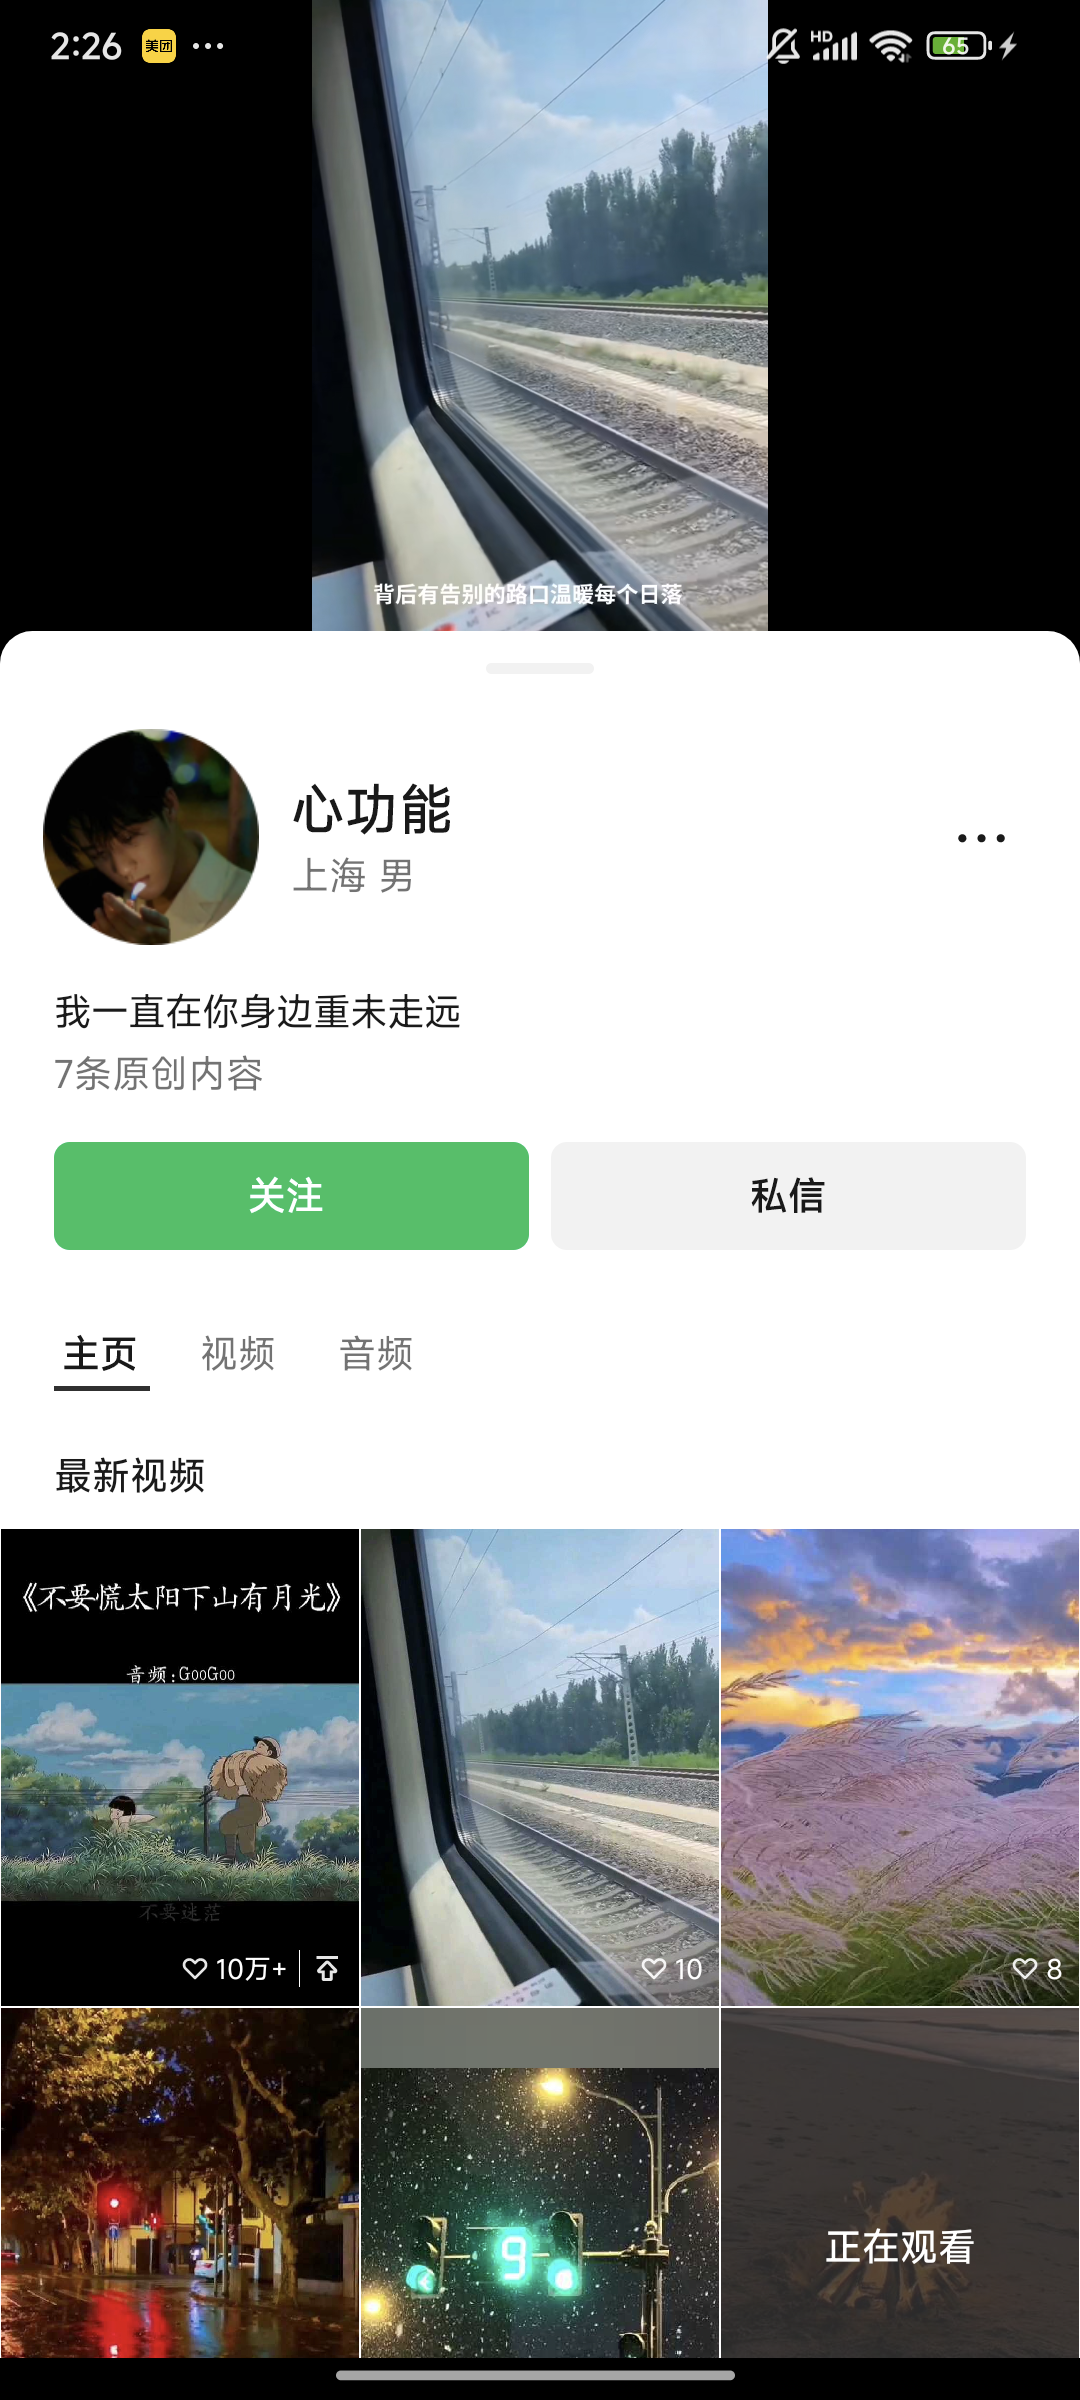 2:26 美团 ...
HD 65
背后有告别的路口温暖每个日落
心功能
上海 男
我一直在你身边重未走远
7条原创内容
关注
私信
主页 视频 音频
最新视频
《不要慌太阳下山有月光》
音频:GooGoo
不要迷茫
10万+
10
8
9
正在观看